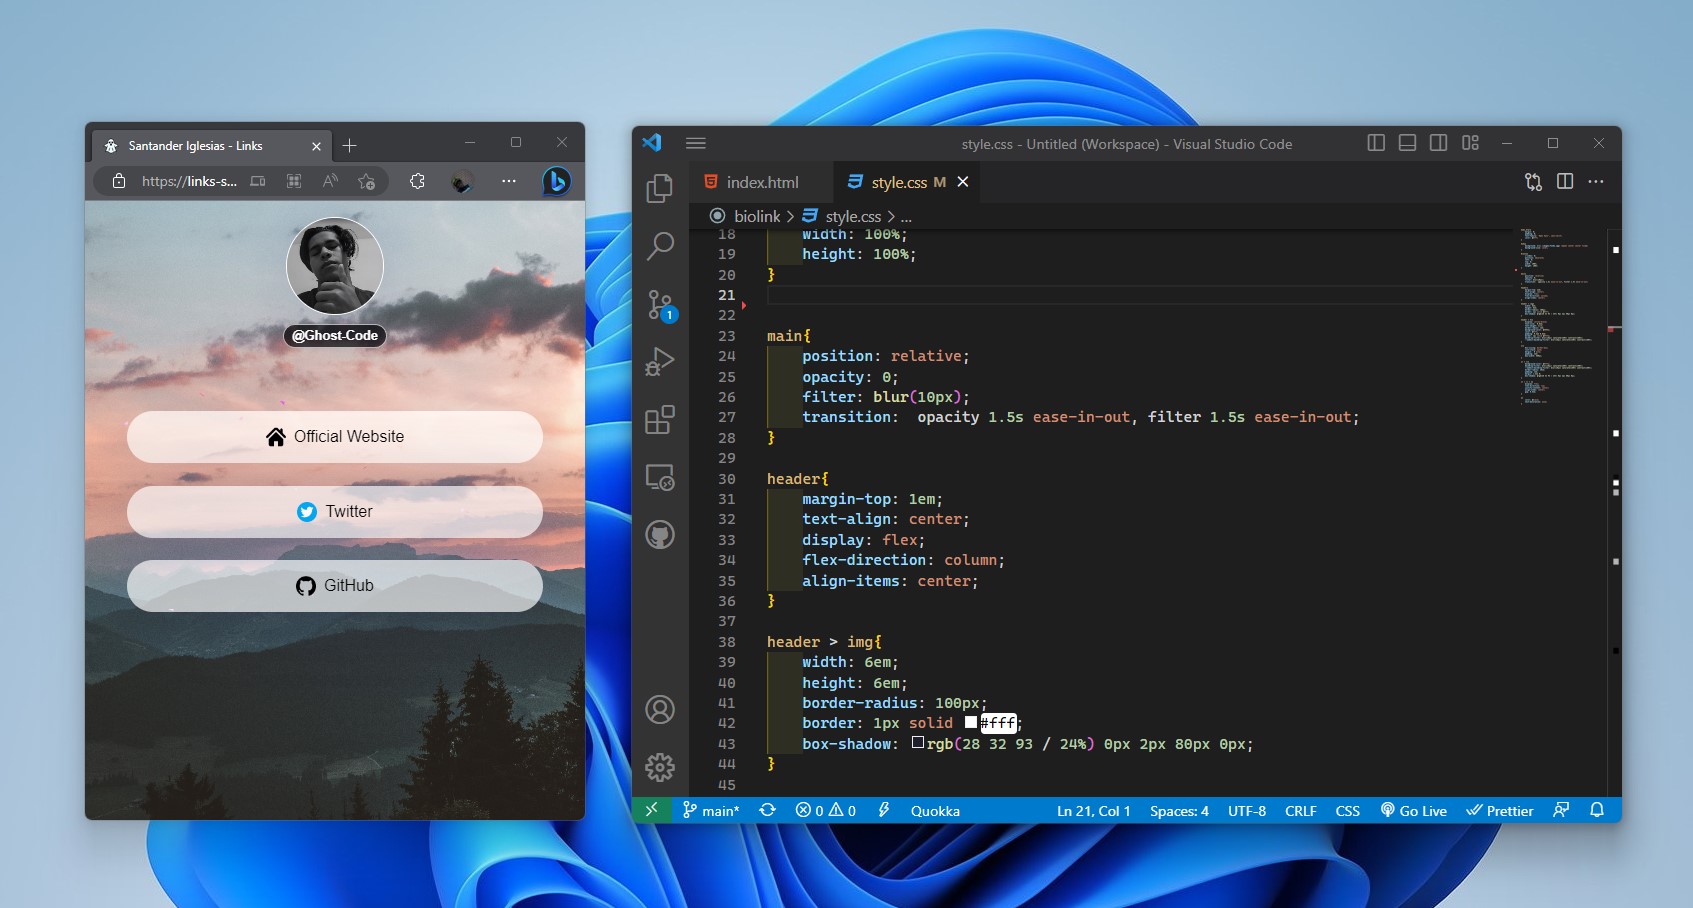 Santander Iglesias - Links
https://links-s...
@Ghost-Code
Official Website
Twitter
GitHub
style.css - Untitled (Workspace) - Visual Studio Code
index.html
style.css M
biolink > style.css > ...
18 width: 100%;
19 height: 100%;
20 }
21
22
23 main{
24 position: relative;
25 opacity: 0;
26 filter: blur(10px);
27 transition:  opacity 1.5s ease-in-out, filter 1.5s ease-in-out;
28 }
29
30 header{
31 margin-top: 1em;
32 text-align: center;
33 display: flex;
34 flex-direction: column;
35 align-items: center;
36 }
37
38 header > img{
39 width: 6em;
40 height: 6em;
41 border-radius: 100px;
42 border: 1px solid #fff;
43 box-shadow: rgb(28 32 93 / 24%) 0px 2px 80px 0px;
44 }
45
1
main* 0 0 Quokka Ln 21, Col 1 Spaces: 4 UTF-8 CRLF CSS Go Live Prettier